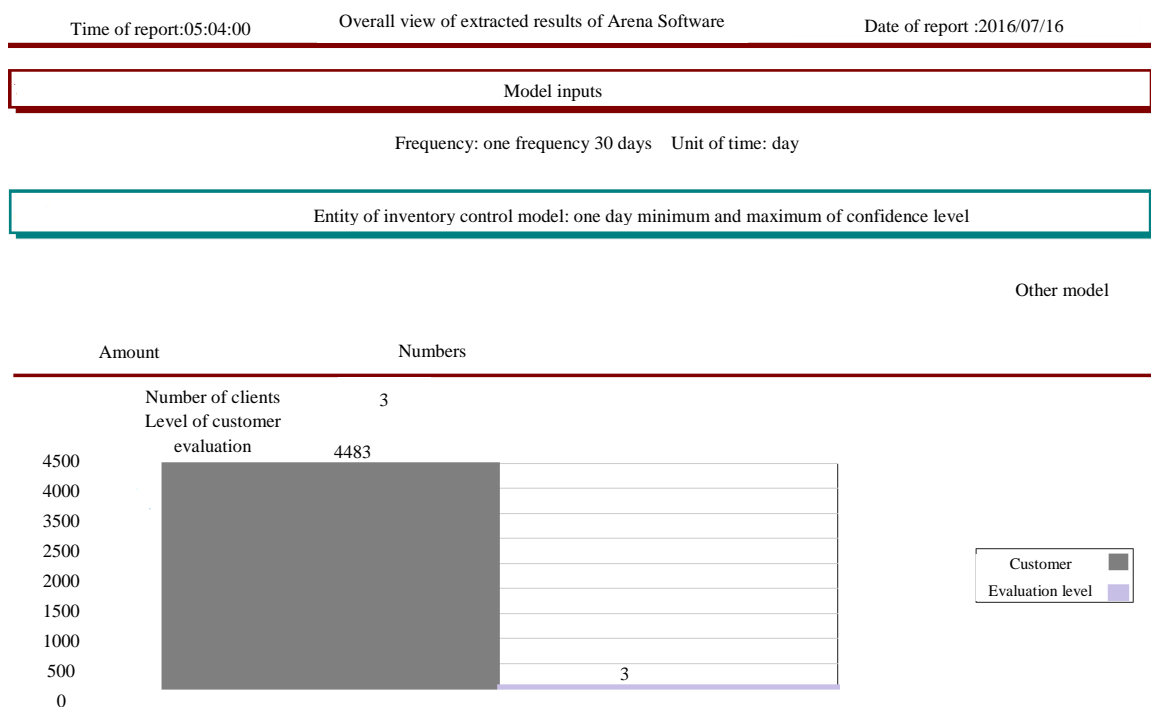 Time of report:05:04:00
Overall view of extracted results of Arena Software
Date of report :2016/07/16
Model inputs
Frequency: one frequency 30 days Unit of time: day
Entity of inventory control model: one day minimum and maximum of confidence level
Other model
Amount
Numbers
Number of clients
3
Level of customer
evaluation
4483
4500
4000
3500
2500
2000
1500
1000
500
0
3
Customer
Evaluation level